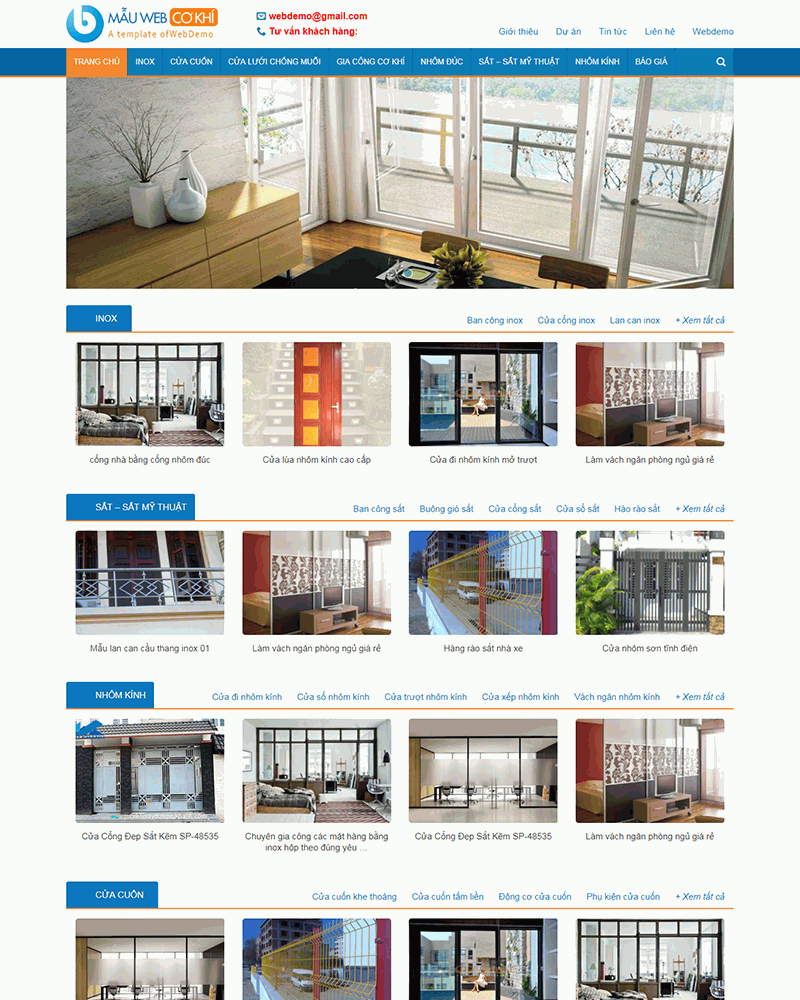 MẪU WEB CƠ KHÍ
A template of WebDemo
webdemo@gmail.com
Tư vấn khách hàng:
Giới thiệu Dự án Tin tức Liên hệ Webdemo
TRANG CHỦ INOX CỬA CUỐN CỬA LƯỚI CHỐNG MUỖI GIA CÔNG CƠ KHÍ NHÔM ĐÚC SẮT – SẮT MỸ THUẬT NHÔM KÍNH BÁO GIÁ
INOX
Ban công inox Cửa cổng inox Lan can inox + Xem tất cả
cổng nhà bằng cổng nhôm đúc
Cửa lùa nhôm kính cao cấp
Cửa đi nhôm kính mở trượt
Làm vách ngăn phòng ngủ giá rẻ
SẮT – SẮT MỸ THUẬT
Ban công sắt Buông gió sắt Cửa cổng sắt Cửa sổ sắt Hào rào sắt + Xem tất cả
Mẫu lan can cầu thang inox 01
Làm vách ngăn phòng ngủ giá rẻ
Hàng rào sắt nhà xe
Cửa nhôm sơn tĩnh điện
NHÔM KÍNH
Cửa đi nhôm kính Cửa sổ nhôm kính Cửa trượt nhôm kính Cửa xếp nhôm kính Vách ngăn nhôm kính + Xem tất cả
Cửa Cổng Đẹp Sắt Kẽm SP-48535
Chuyên gia công các mặt hàng bằng
inox hộp theo đúng yêu ...
Cửa Cổng Đẹp Sắt Kẽm SP-48535
Làm vách ngăn phòng ngủ giá rẻ
CỬA CUỐN
Cửa cuốn khe thoáng Cửa cuốn tấm liền Động cơ cửa cuốn Phụ kiện cửa cuốn + Xem tất cả